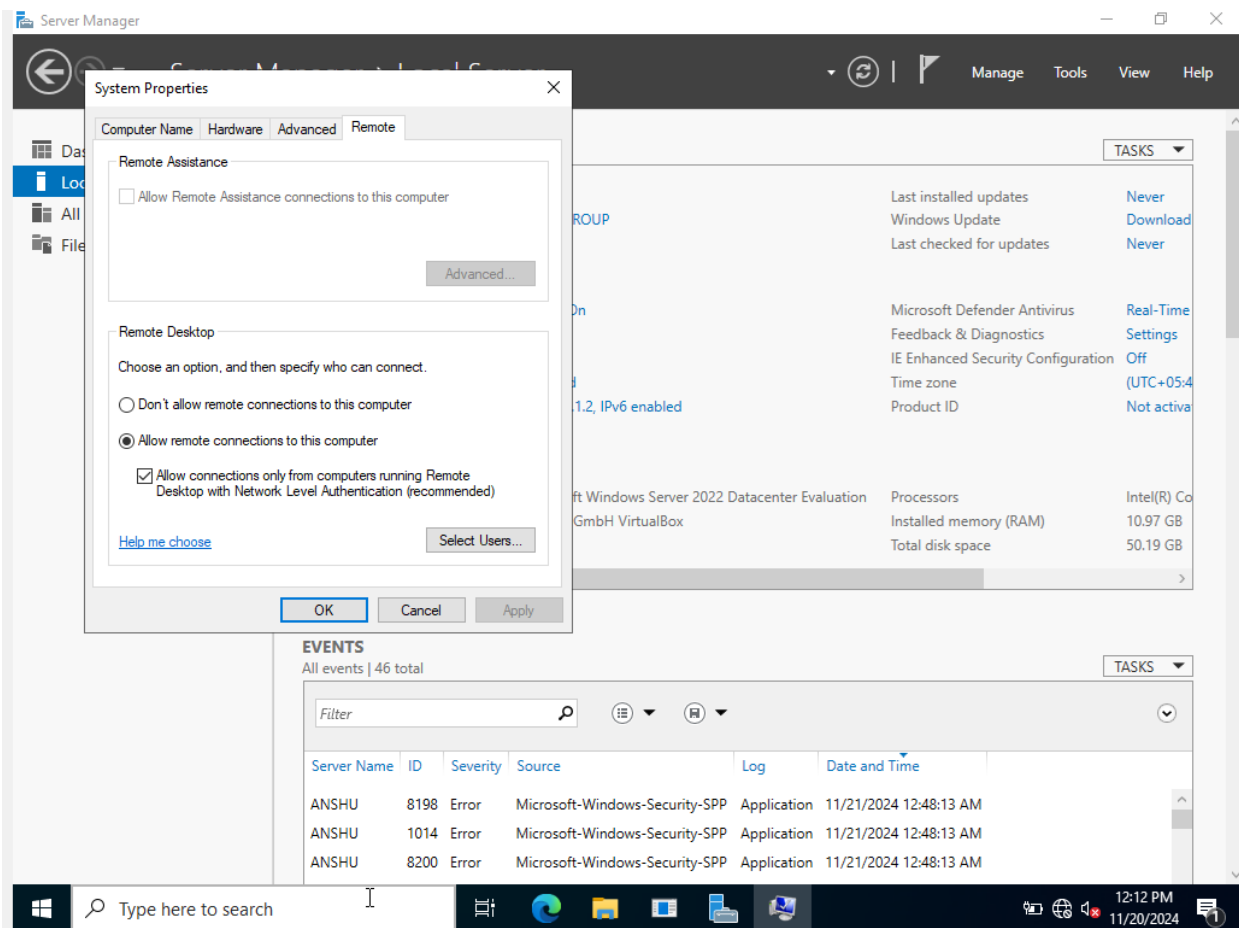 Server Manager
Manage Tools View Help
System Properties
Computer Name Hardware Advanced Remote
Remote Assistance
Allow Remote Assistance connections to this computer
Advanced...
Remote Desktop
Choose an option, and then specify who can connect.
Don't allow remote connections to this computer
Allow remote connections to this computer
Allow connections only from computers running Remote
Desktop with Network Level Authentication (recommended)
Help me choose
Select Users...
OK Cancel Apply
Das
Loc
All
File
TASKS
ROUP
On
d
.1.2, IPv6 enabled
ft Windows Server 2022 Datacenter Evaluation
GmbH VirtualBox
Last installed updates Never
Windows Update Download
Last checked for updates Never
Microsoft Defender Antivirus Real-Time
Feedback & Diagnostics Settings
IE Enhanced Security Configuration Off
Time zone (UTC+05:4
Product ID Not activa
Processors Intel(R) Co
Installed memory (RAM) 10.97 GB
Total disk space 50.19 GB
EVENTS
All events | 46 total
TASKS
Filter
Server Name ID Severity Source Log Date and Time
ANSHU 8198 Error Microsoft-Windows-Security-SPP Application 11/21/2024 12:48:13 AM
ANSHU 1014 Error Microsoft-Windows-Security-SPP Application 11/21/2024 12:48:13 AM
ANSHU 8200 Error Microsoft-Windows-Security-SPP Application 11/21/2024 12:48:13 AM
Type here to search
12:12 PM
11/20/2024
1